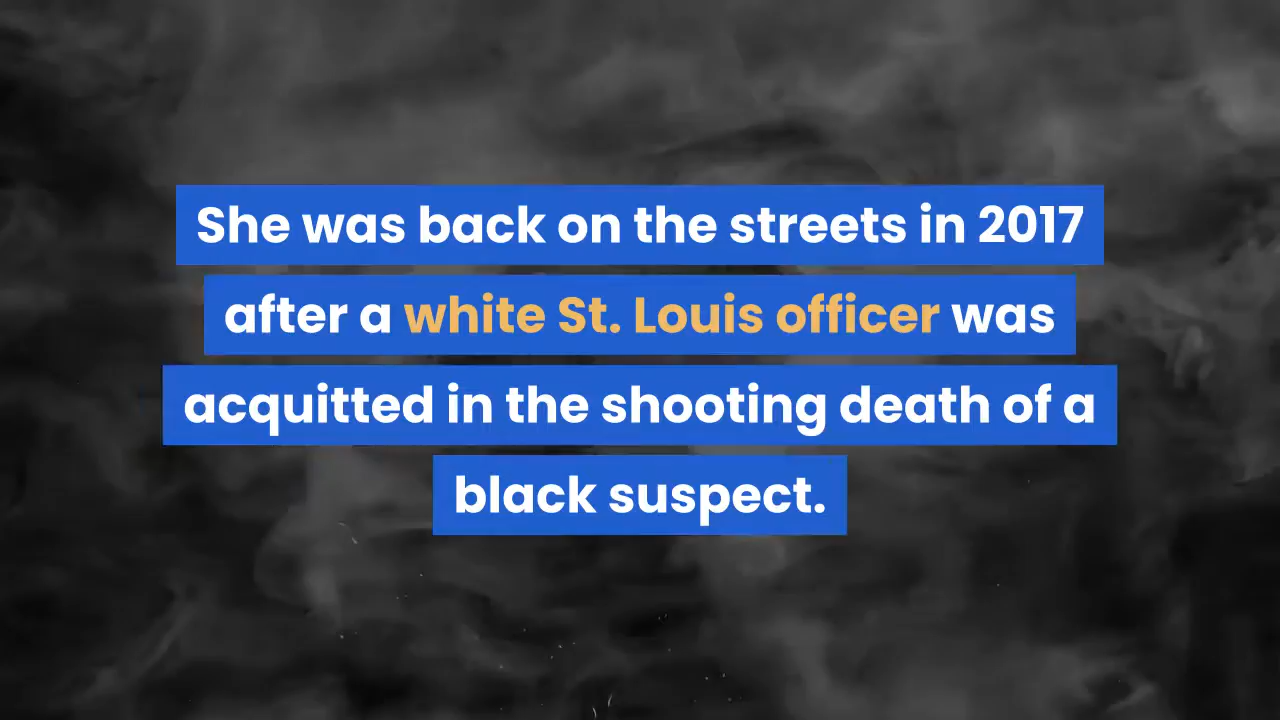 She was back on the streets in 2017
after a white St. Louis officer was
acquitted in the shooting death of a
black suspect.